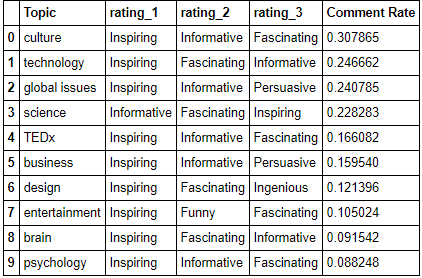 Topic rating_1 rating_2 rating_3 Comment Rate
0 culture Inspiring Informative Fascinating 0.307865
1 technology Inspiring Fascinating Informative 0.246662
2 global issues Inspiring Informative Persuasive 0.240785
3 science Informative Fascinating Inspiring 0.228283
4 TEDx Inspiring Informative Fascinating 0.166082
5 business Inspiring Informative Persuasive 0.159540
6 design Inspiring Fascinating Ingenious 0.121396
7 entertainment Inspiring Funny Fascinating 0.105024
8 brain Inspiring Fascinating Informative 0.091542
9 psychology Inspiring Informative Fascinating 0.088248